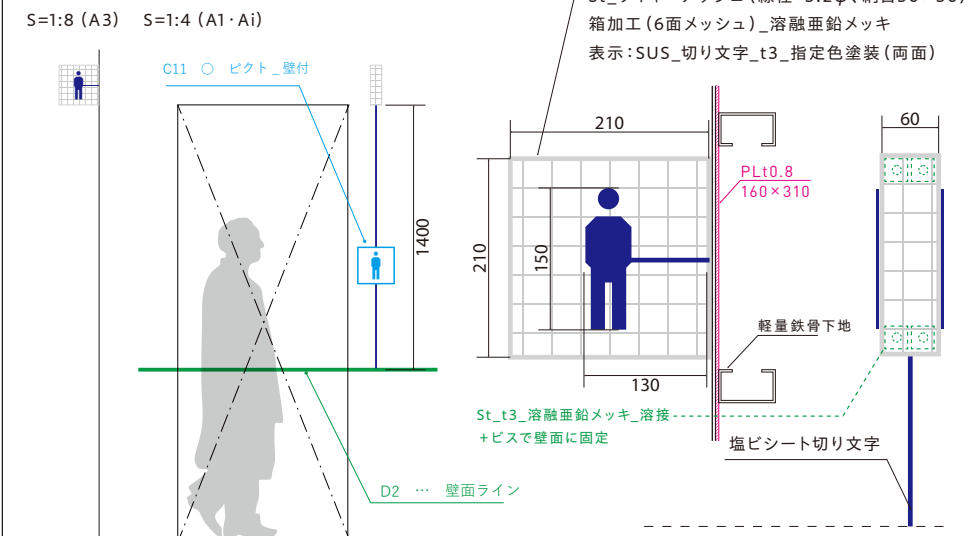 S=1:8 (A3)　S=1:4 (A1・Ai)
箱加工(6面メッシュ)_溶融亜鉛メッキ
表示：SUS_切り文字_t3_指定色塗装(両面)
C11　○　ピクト_壁付
210
60
PLt0.8
160×310
1400
210
150
軽量鉄骨下地
130
St_t3_溶融亜鉛メッキ_溶接
+ビスで壁面に固定
塩ビシート切り文字
D2　…　壁面ライン